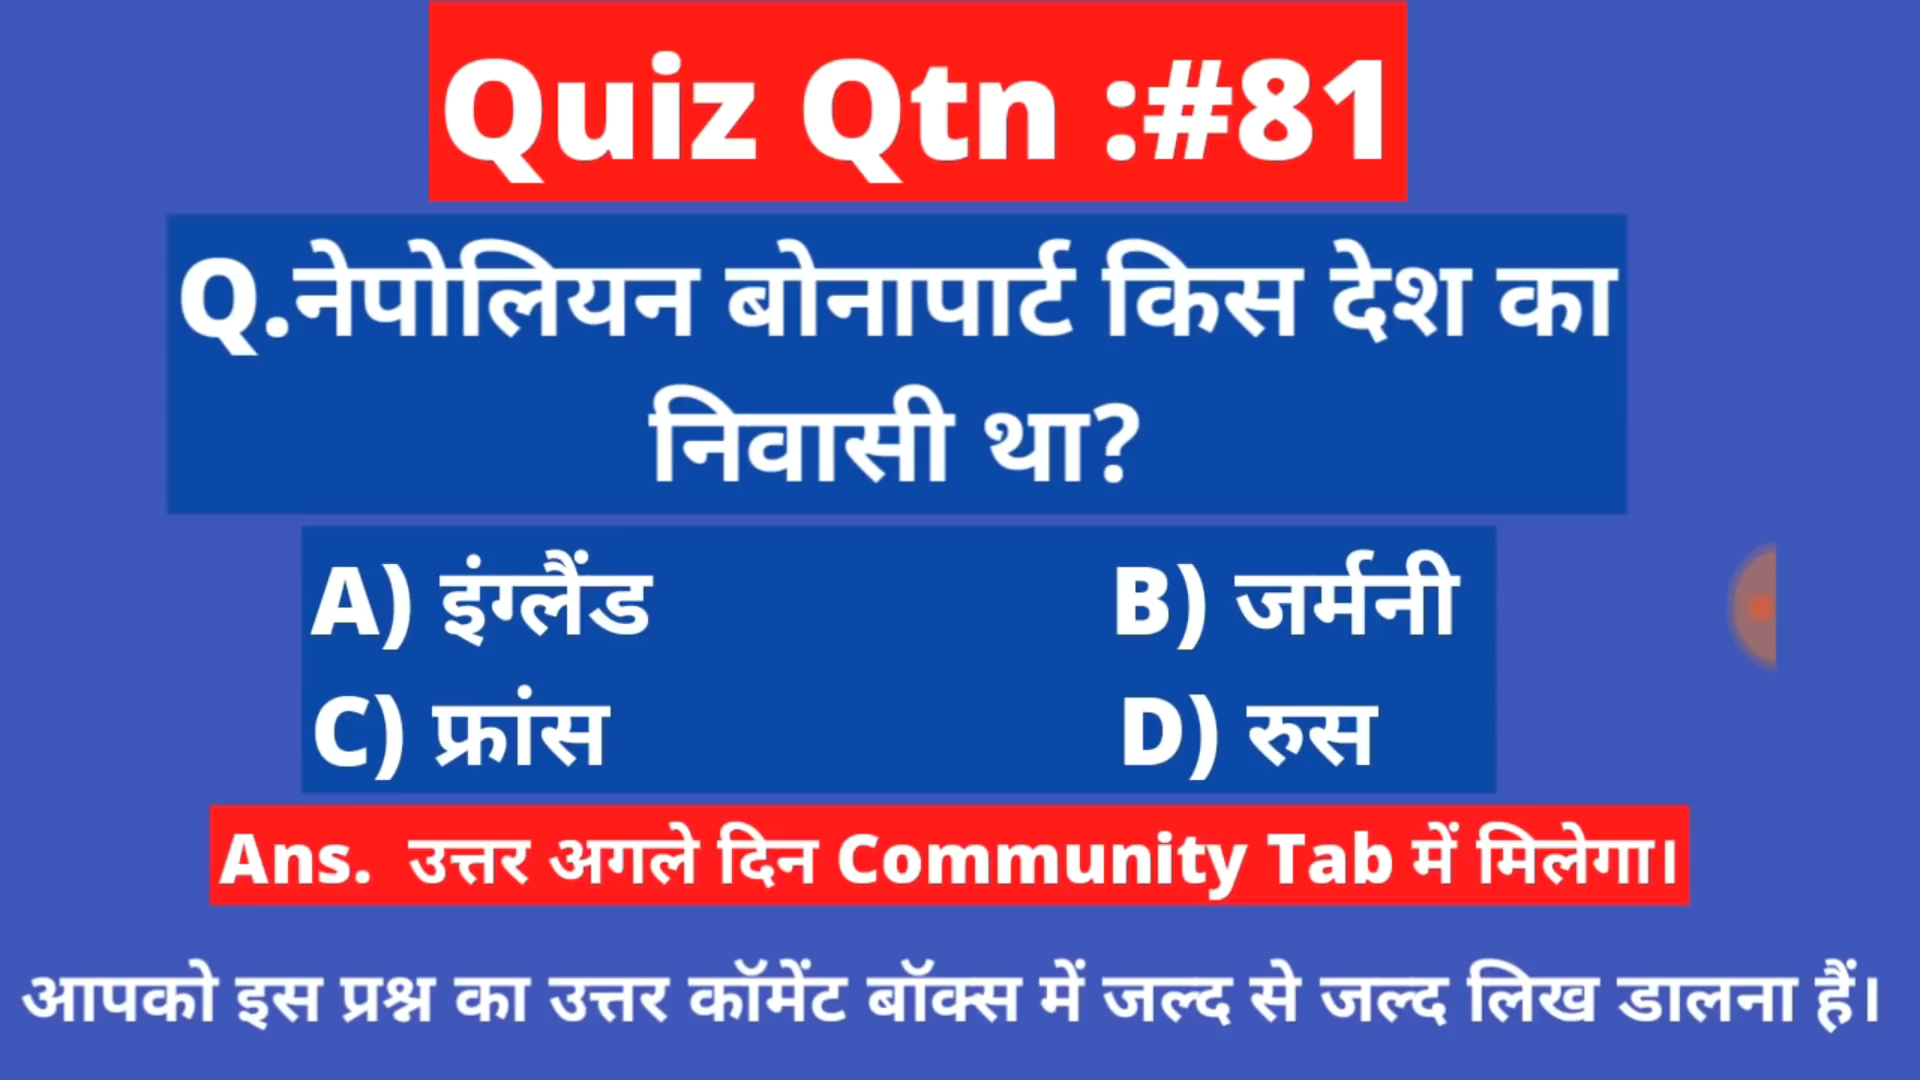 Quiz Qtn :#81
Q.नेपोलियन बोनापार्ट किस देश का
निवासी था?
A) इंग्लैंड B) जर्मनी
C) फ्रांस D) रुस
Ans. उत्तर अगले दिन Community Tab में मिलेगा।
आपको इस प्रश्न का उत्तर कॉमेंट बॉक्स में जल्द से जल्द लिख डालना हैं।